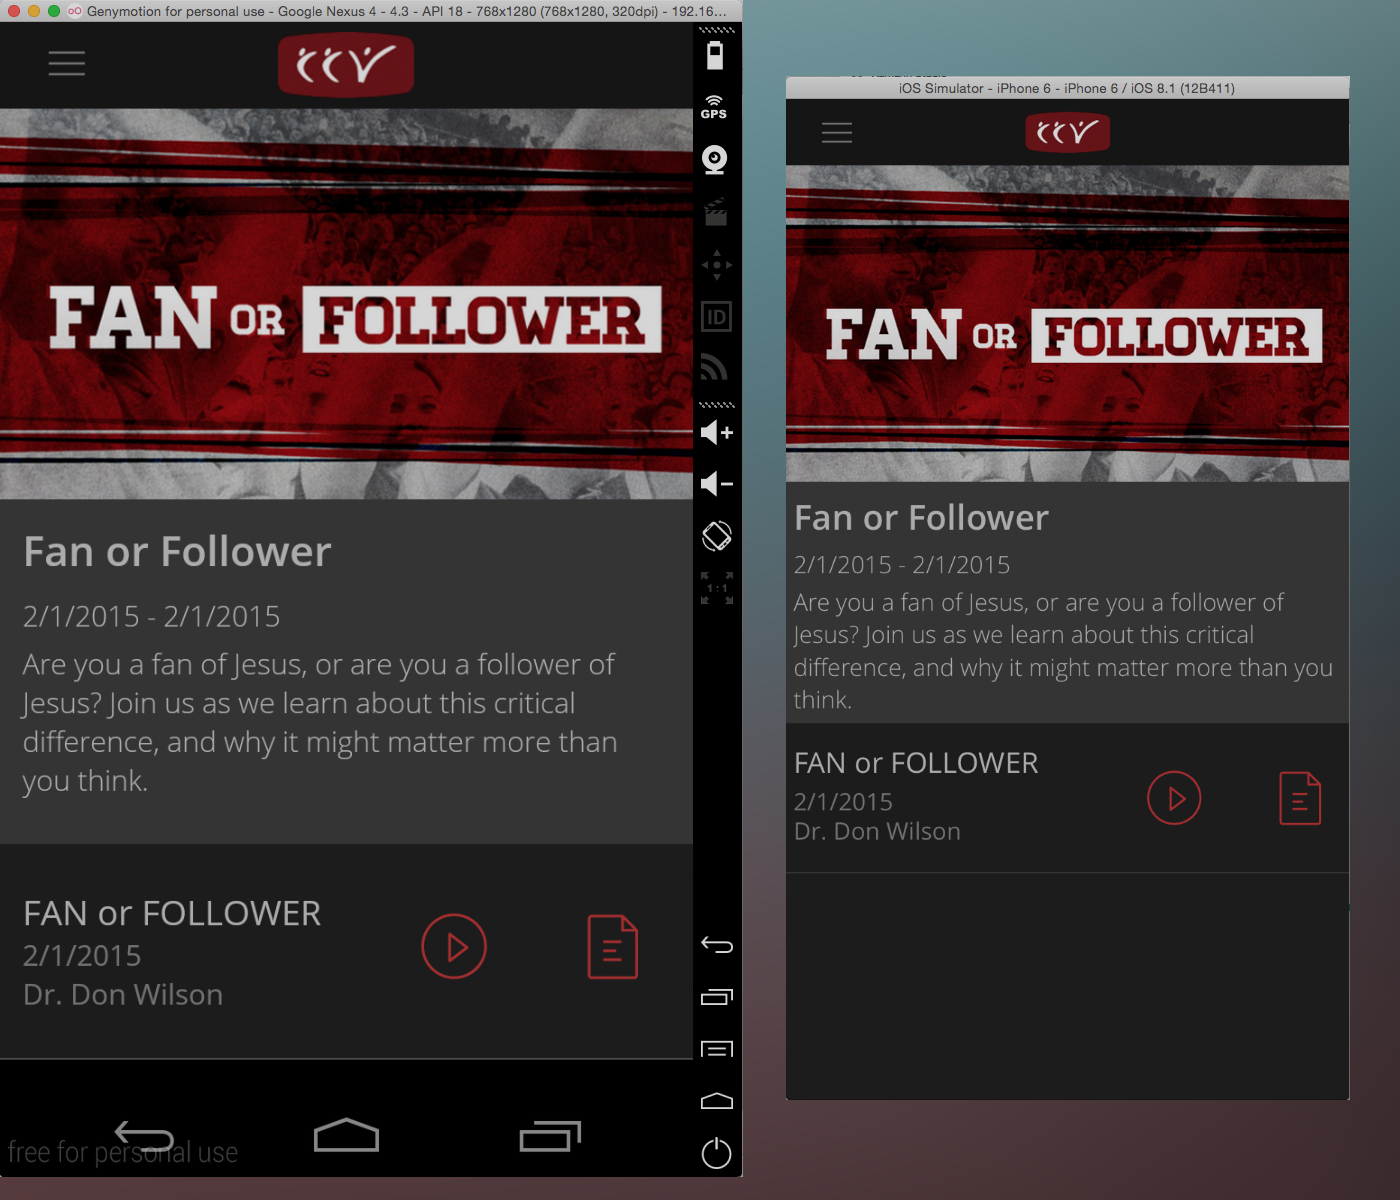 Genymotion for personal use - Google Nexus 4 - 4.3 - API 18 - 768x1280 (768x1280, 320dpi) - 192.16...
CCV
GPS
FAN OR FOLLOWER
ID
Fan or Follower
1:1
2/1/2015 - 2/1/2015
Are you a fan of Jesus, or are you a follower of
Jesus? Join us as we learn about this critical
difference, and why it might matter more than
you think.
FAN or FOLLOWER
2/1/2015
Dr. Don Wilson
free for personal use
iOS Simulator - iPhone 6 - iPhone 6 / iOS 8.1 (12B411)
CCV
FAN OR FOLLOWER
Fan or Follower
2/1/2015 - 2/1/2015
Are you a fan of Jesus, or are you a follower of
Jesus? Join us as we learn about this critical
difference, and why it might matter more than you
think.
FAN or FOLLOWER
2/1/2015
Dr. Don Wilson